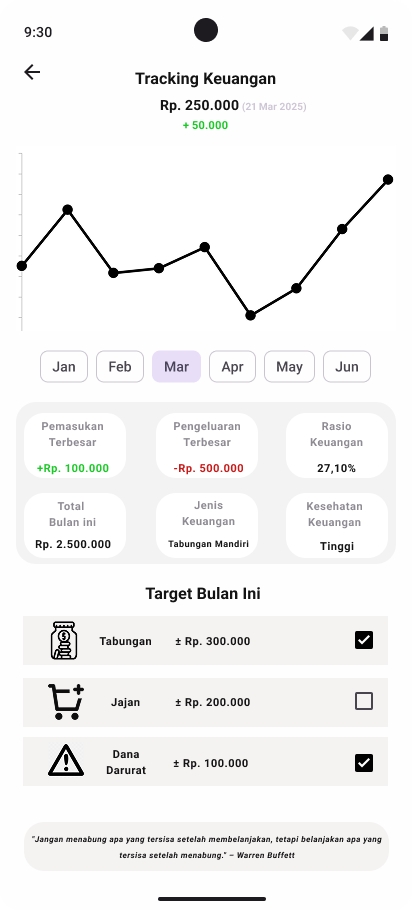 9:30
Tracking Keuangan
Rp. 250.000 (21 Mar 2025)
+ 50.000
Jan Feb Mar Apr May Jun
Pemasukan
Terbesar
+Rp. 100.000
Pengeluaran
Terbesar
-Rp. 500.000
Rasio
Keuangan
27,10%
Total
Bulan ini
Rp. 2.500.000
Jenis
Keuangan
Tabungan Mandiri
Kesehatan
Keuangan
Tinggi
Target Bulan Ini
Tabungan ± Rp. 300.000
Jajan ± Rp. 200.000
Dana
Darurat
± Rp. 100.000
"Jangan menabung apa yang tersisa setelah membelanjakan, tetapi belanjakan apa yang
tersisa setelah menabung." – Warren Buffett